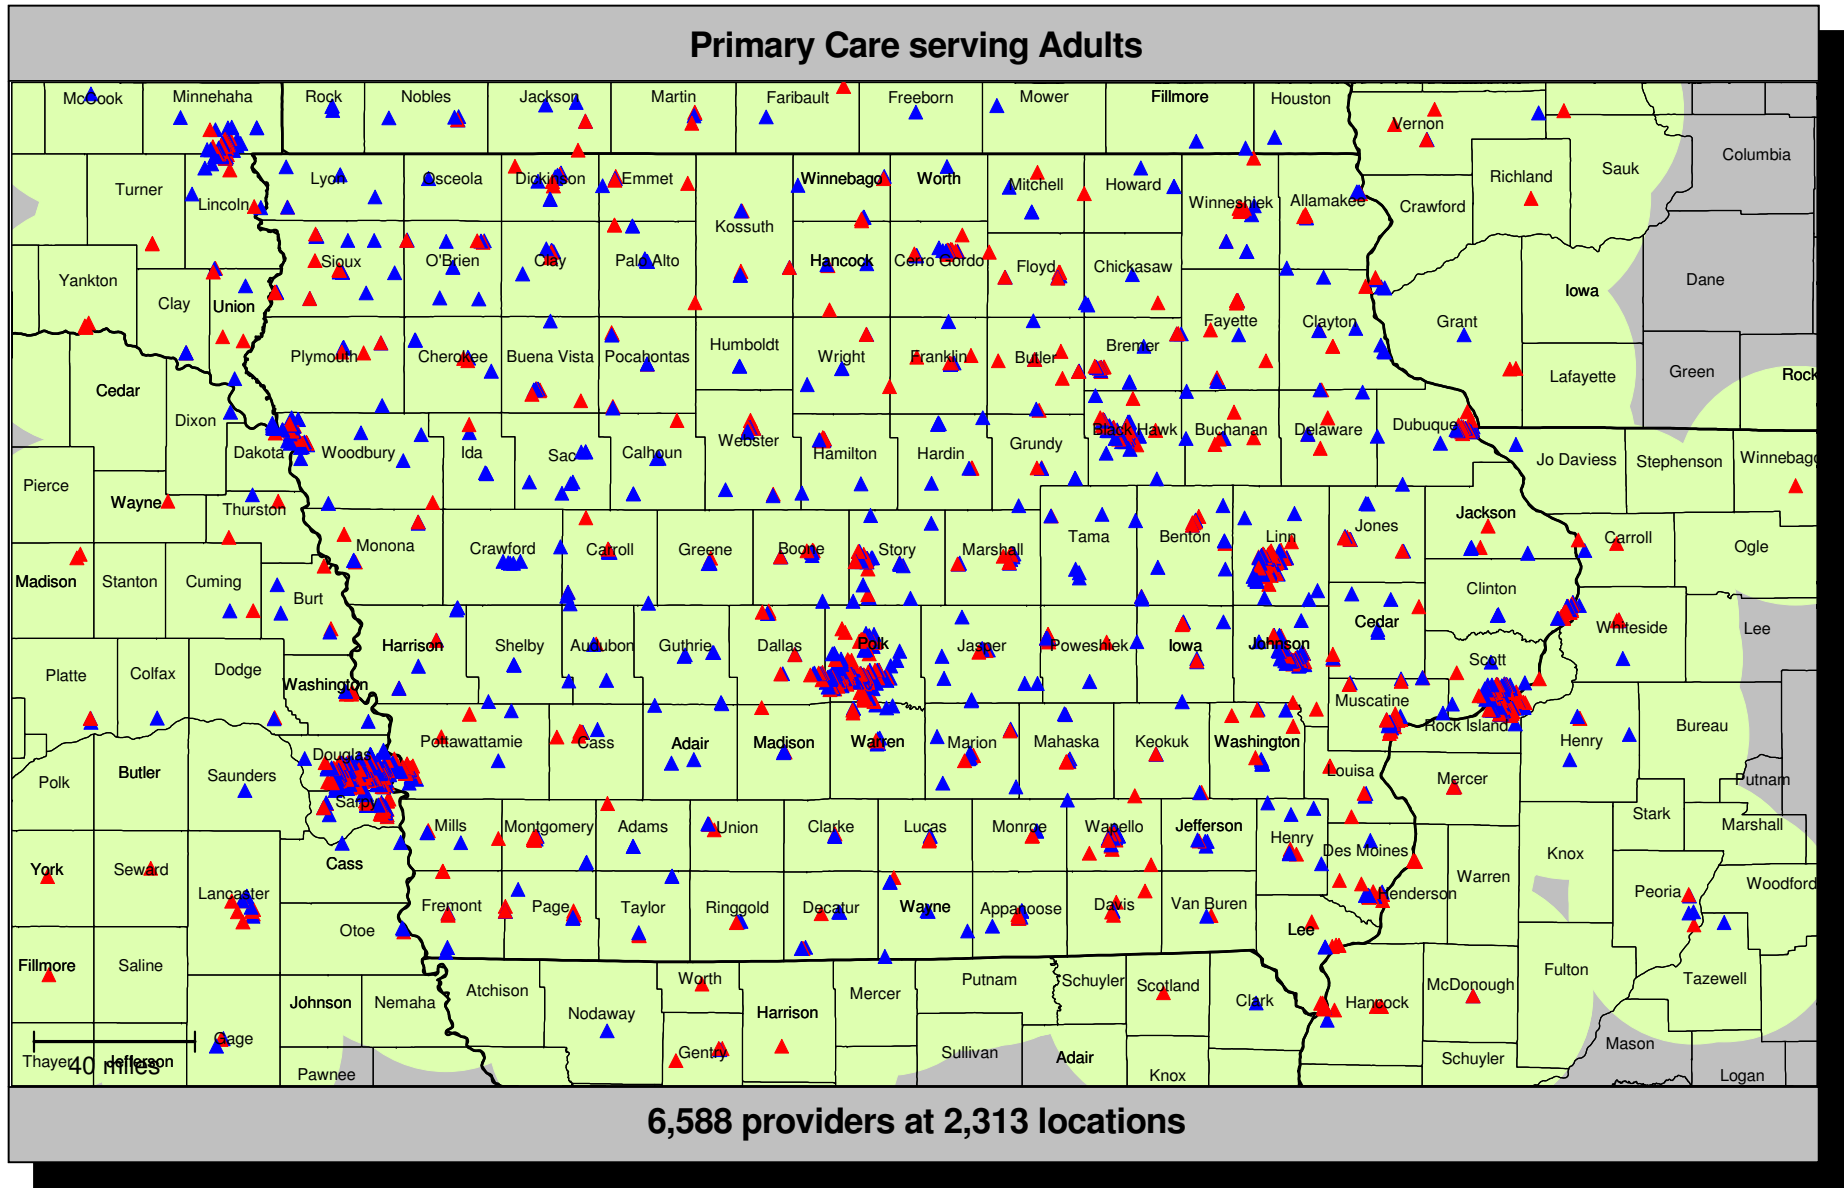 Primary Care serving Adults
McCook Minnehaha Rock Nobles Jackson Martin Faribault Freeborn Mower Fillmore Houston
Vernon
Columbia
Sauk
Richland
Turner Lyon Osceola Dickinson Emmet Winnebago Worth Mitchell Howard
Lincoln Winneshiek Allamakee Crawford
Kossuth
Sioux O'Brien Clay Palo Alto Hancock Cerro Gordo Floyd Chickasaw
Yankton Dane
Clay Union Iowa
Fayette Clayton Grant
Plymouth Cherokee Buena Vista Pocahontas Humboldt Wright Franklin Butler Bremer
Lafayette Green Rock
Cedar
Dixon Black Hawk Buchanan Delaware Dubuque
Dakota Woodbury Ida Sac Calhoun Webster Hamilton Hardin Grundy
Jo Daviess Stephenson Winnebago
Pierce
Wayne Thurston Jackson
Monona Crawford Carroll Greene Boone Story Marshall Tama Benton Linn Jones
Carroll Ogle
Madison Stanton Cuming Clinton
Burt
Harrison Shelby Audubon Guthrie Dallas Polk Jasper Poweshiek Iowa Johnson Cedar
Whiteside Lee
Scott
Platte Colfax Dodge
Washington Muscatine
Rock Island Bureau
Pottawattamie Cass Adair Madison Warren Marion Mahaska Keokuk Washington
Henry
Douglas
Polk Butler Saunders Louisa Mercer Putnam
Sarpy
Mills Montgomery Adams Union Clarke Lucas Monroe Wapello Jefferson Henry
Stark Marshall
Des Moines
Knox
Cass
York Seward Warren
Lancaster Henderson Peoria Woodford
Fremont Page Taylor Ringgold Decatur Wayne Appanoose Davis Van Buren
Otoe Lee
Fillmore Saline
Worth Putnam Schuyler Scotland
Fulton Tazewell
Johnson Nemaha Atchison Mercer Clark Hancock McDonough
Nodaway Harrison
Gage
Gentry Sullivan Adair Schuyler Mason
Thayer Jefferson
40 miles
Pawnee Knox Logan
6,588 providers at 2,313 locations